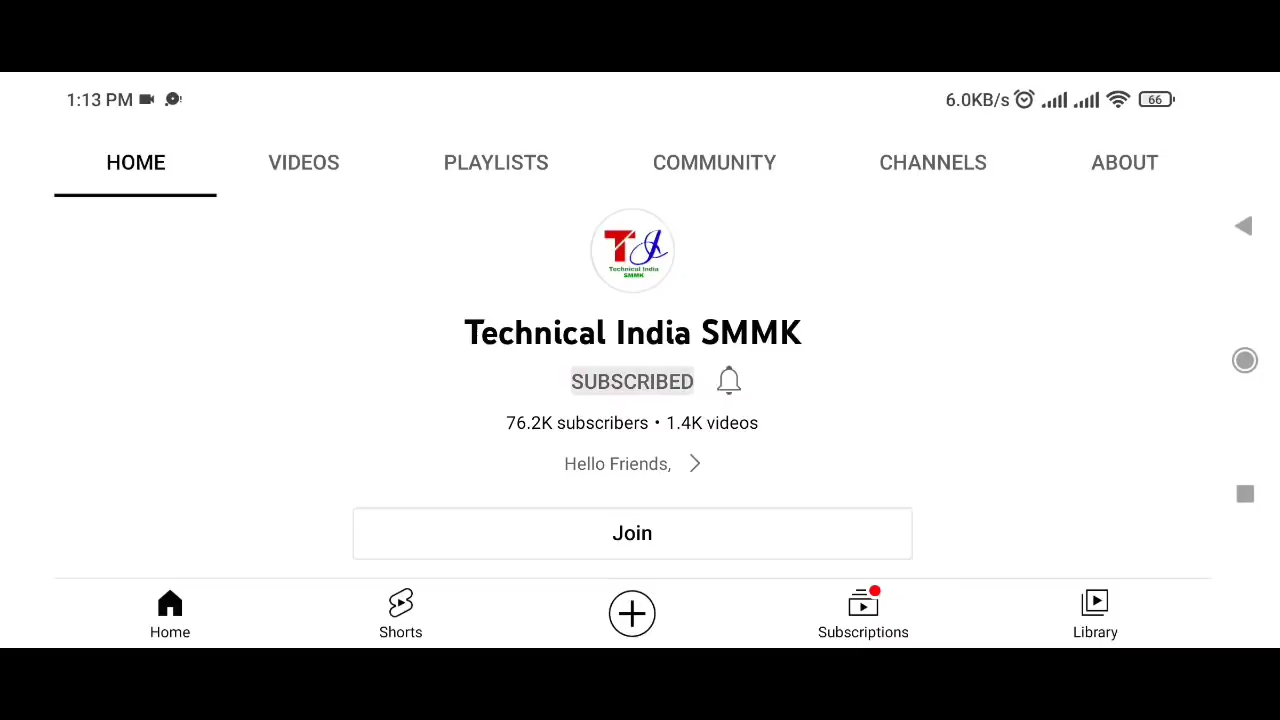 1:13 PM
6.0KB/s 66
HOME VIDEOS PLAYLISTS COMMUNITY CHANNELS ABOUT
TJ
Technical India
SMMK
Technical India SMMK
SUBSCRIBED
76.2K subscribers • 1.4K videos
Hello Friends,
Join
Home Shorts Subscriptions Library